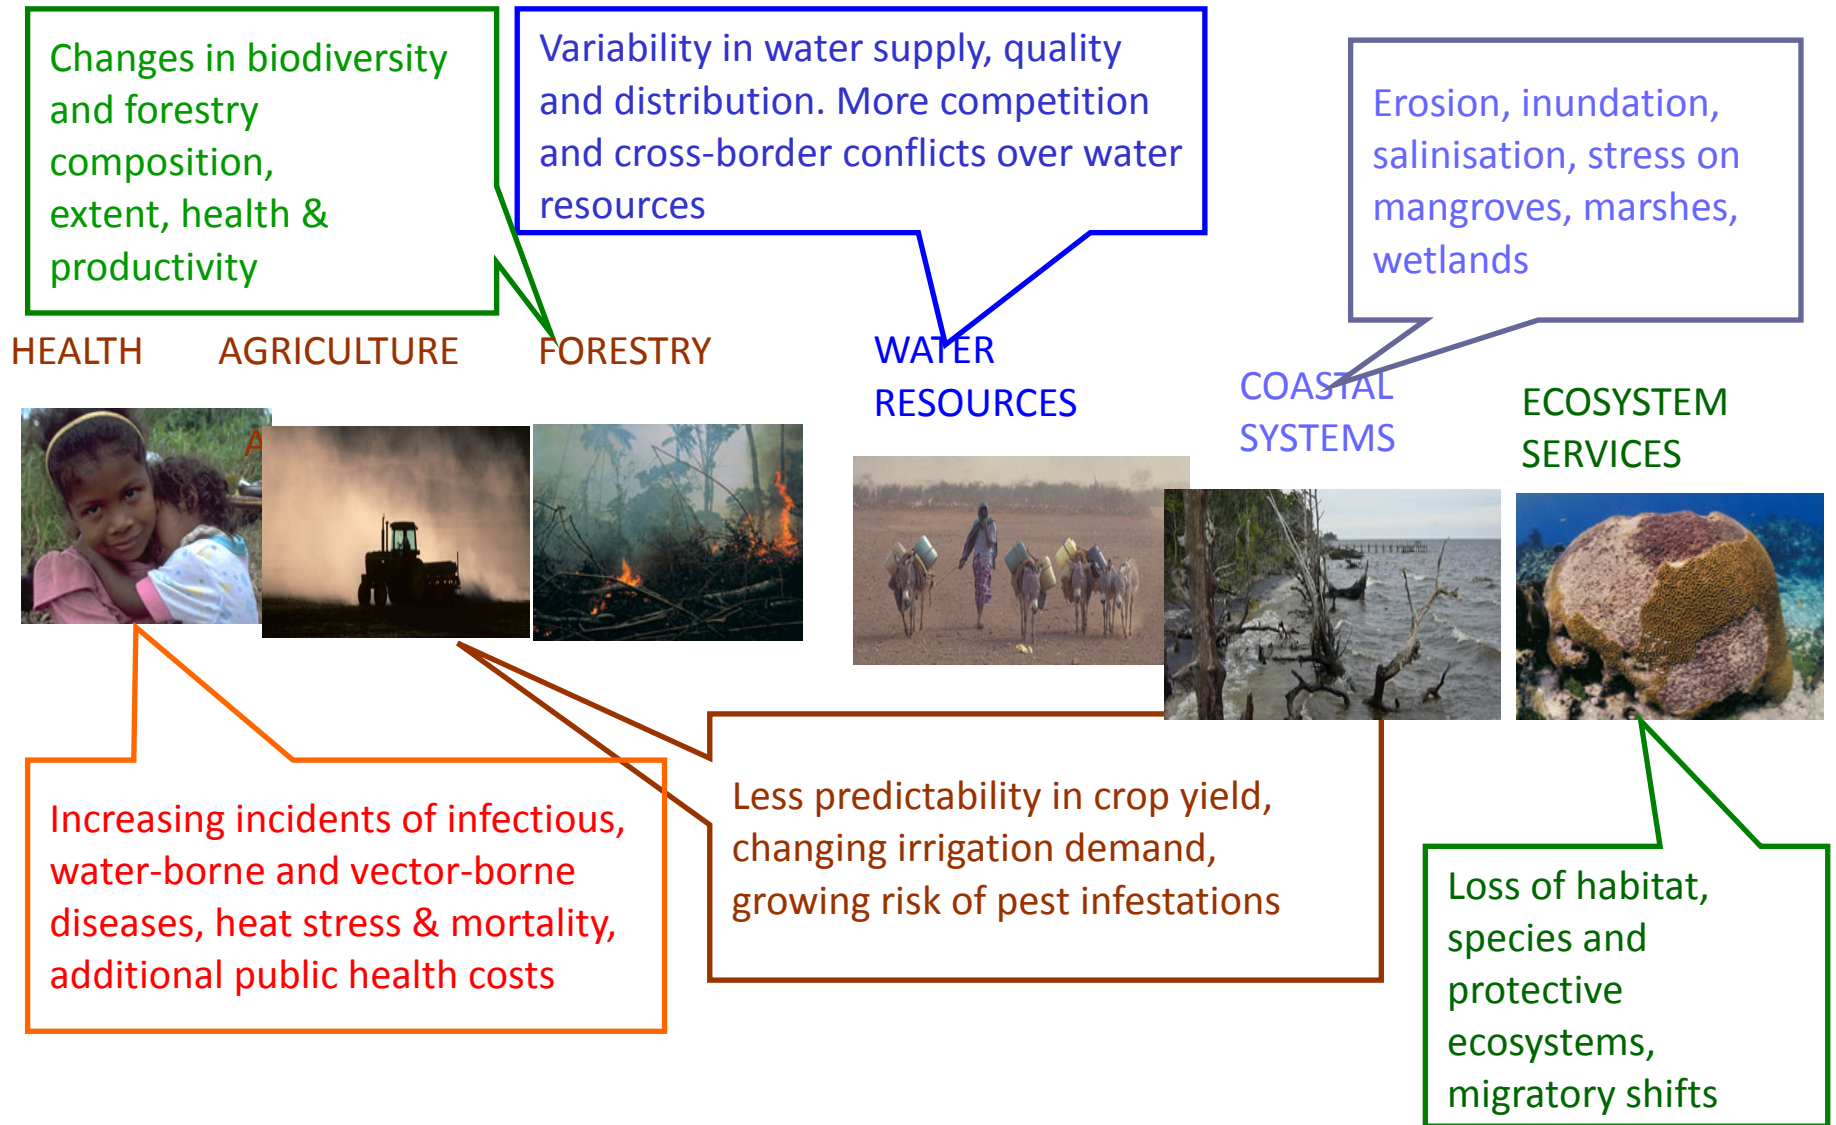 Changes in biodiversity
and forestry
composition,
extent, health &
productivity
Variability in water supply, quality
and distribution. More competition
and cross-border conflicts over water
resources
Erosion, inundation,
salinisation, stress on
mangroves, marshes,
wetlands
HEALTH
AGRICULTURE
FORESTRY
WATER
RESOURCES
COASTAL
SYSTEMS
ECOSYSTEM
SERVICES
A
Increasing incidents of infectious,
water-borne and vector-borne
diseases, heat stress & mortality,
additional public health costs
Less predictability in crop yield,
changing irrigation demand,
growing risk of pest infestations
Loss of habitat,
species and
protective
ecosystems,
migratory shifts